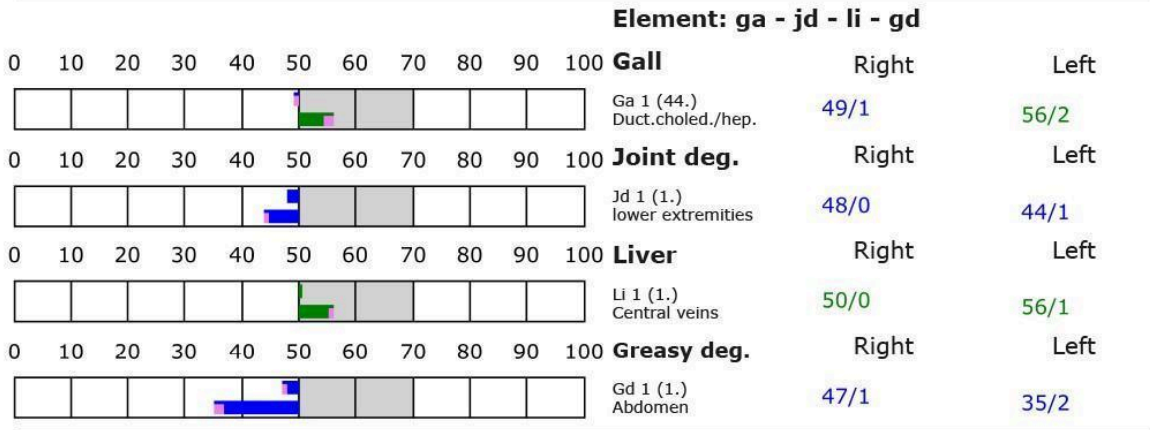 Element: ga - jd - li - gd
0 10 20 30 40 50 60 70 80 90 100 Gall Right Left
Ga 1 (44.) 49/1 56/2
Duct.choled./hep.
0 10 20 30 40 50 60 70 80 90 100 Joint deg. Right Left
Jd 1 (1.) 48/0 44/1
lower extremities
0 10 20 30 40 50 60 70 80 90 100 Liver Right Left
Li 1 (1.) 50/0 56/1
Central veins
0 10 20 30 40 50 60 70 80 90 100 Greasy deg. Right Left
Gd 1 (1.) 47/1 35/2
Abdomen